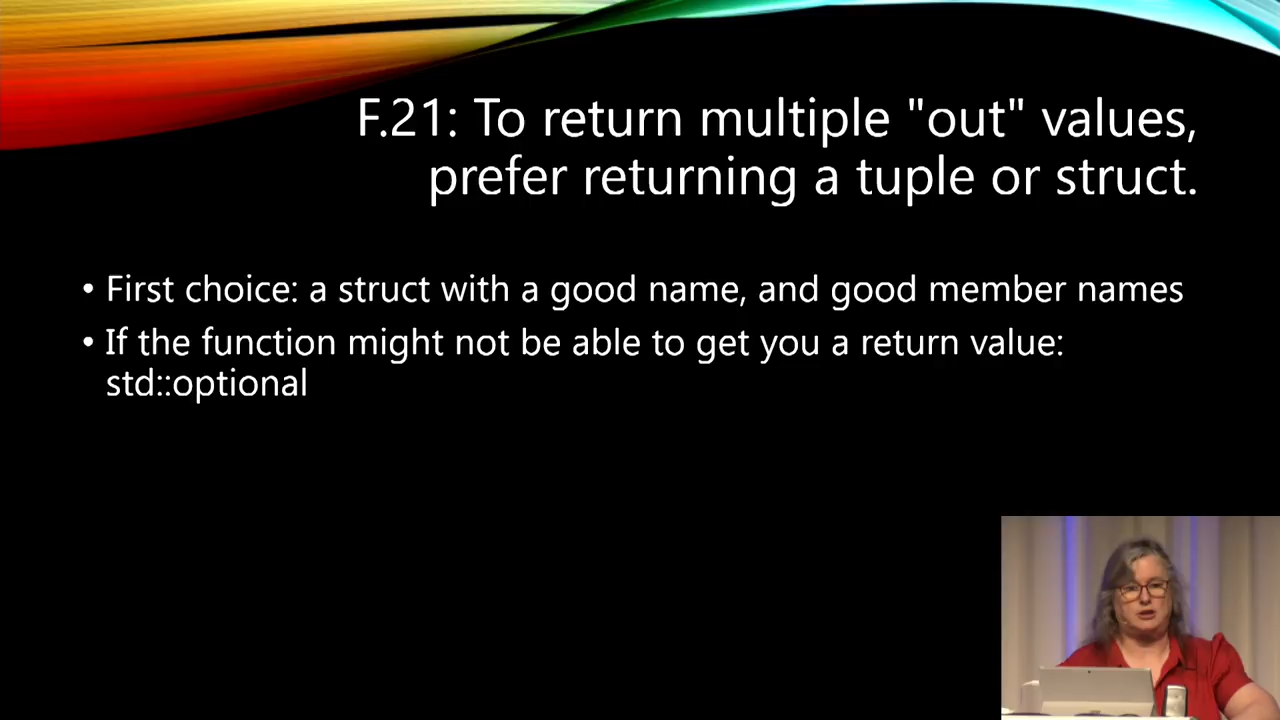 F.21: To return multiple "out" values,
prefer returning a tuple or struct.
• First choice: a struct with a good name, and good member names
• If the function might not be able to get you a return value:
std::optional